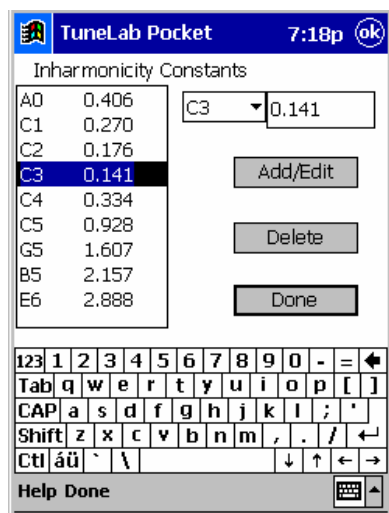 TuneLab Pocket 7:18p ok
Inharmonicity Constants
A0 0.406
C1 0.270
C2 0.176
C3 0.141
C4 0.334
C5 0.928
G5 1.607
B5 2.157
E6 2.888
C3 0.141
Add/Edit
Delete
Done
123 1 2 3 4 5 6 7 8 9 0 - = 🡸
Tab q w e r t y u i o p [ ]
CAP a s d f g h j k l ; '
Shift z x c v b n m , . / ↵
Ctl áü ` \ ↓ ↑ ← →
Help Done